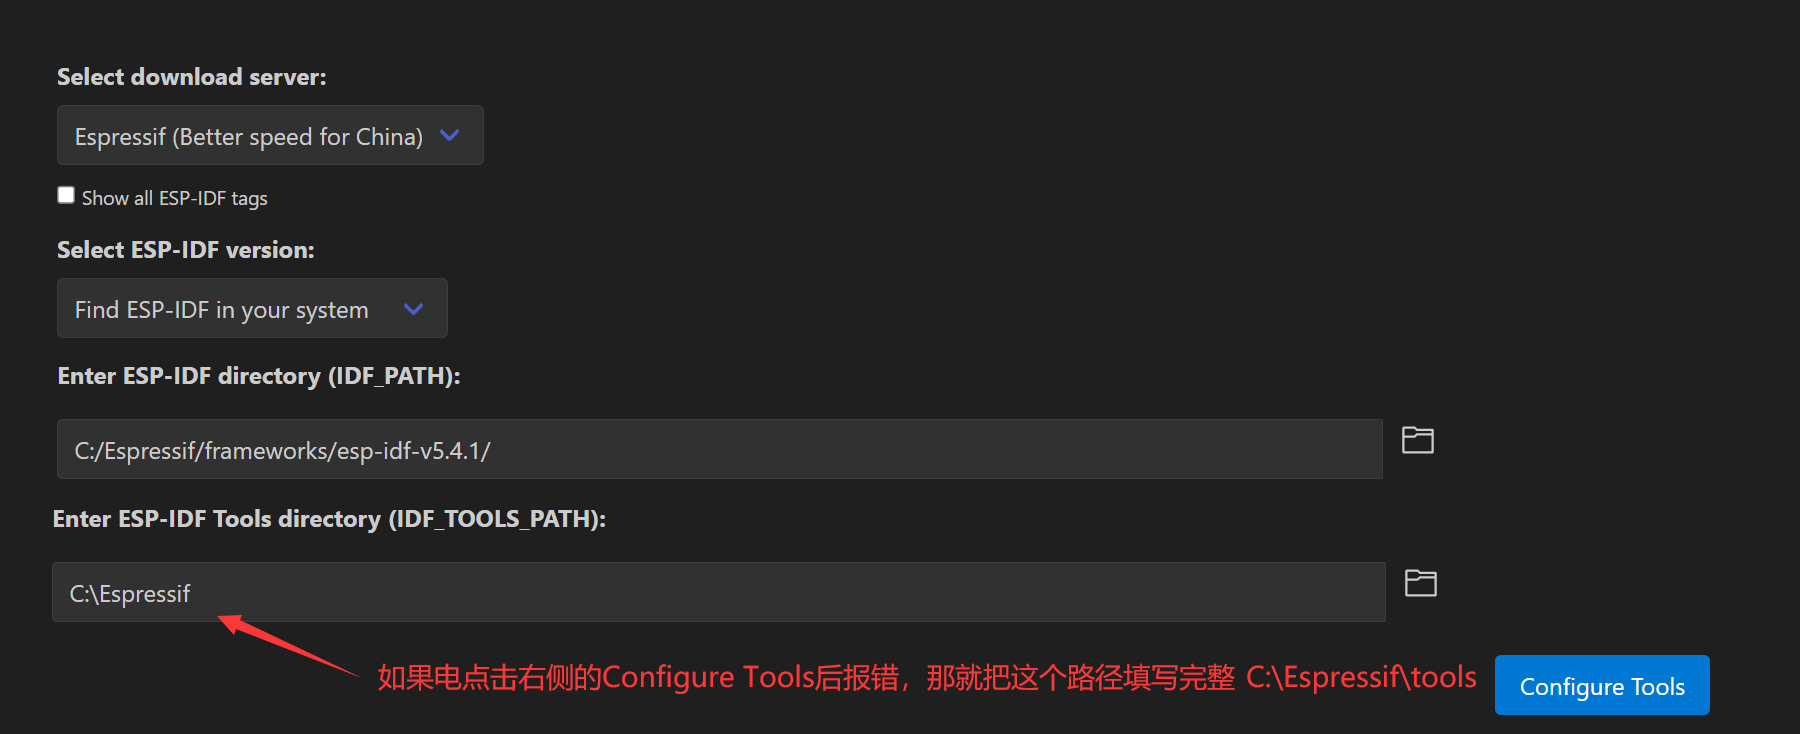 Select download server:
Espressif (Better speed for China)
Show all ESP-IDF tags
Select ESP-IDF version:
Find ESP-IDF in your system
Enter ESP-IDF directory (IDF_PATH):
C:/Espressif/frameworks/esp-idf-v5.4.1/
Enter ESP-IDF Tools directory (IDF_TOOLS_PATH):
C:\Espressif
如果电点击右侧的Configure Tools后报错，那就把这个路径填写完整 C:\Espressif\tools
Configure Tools